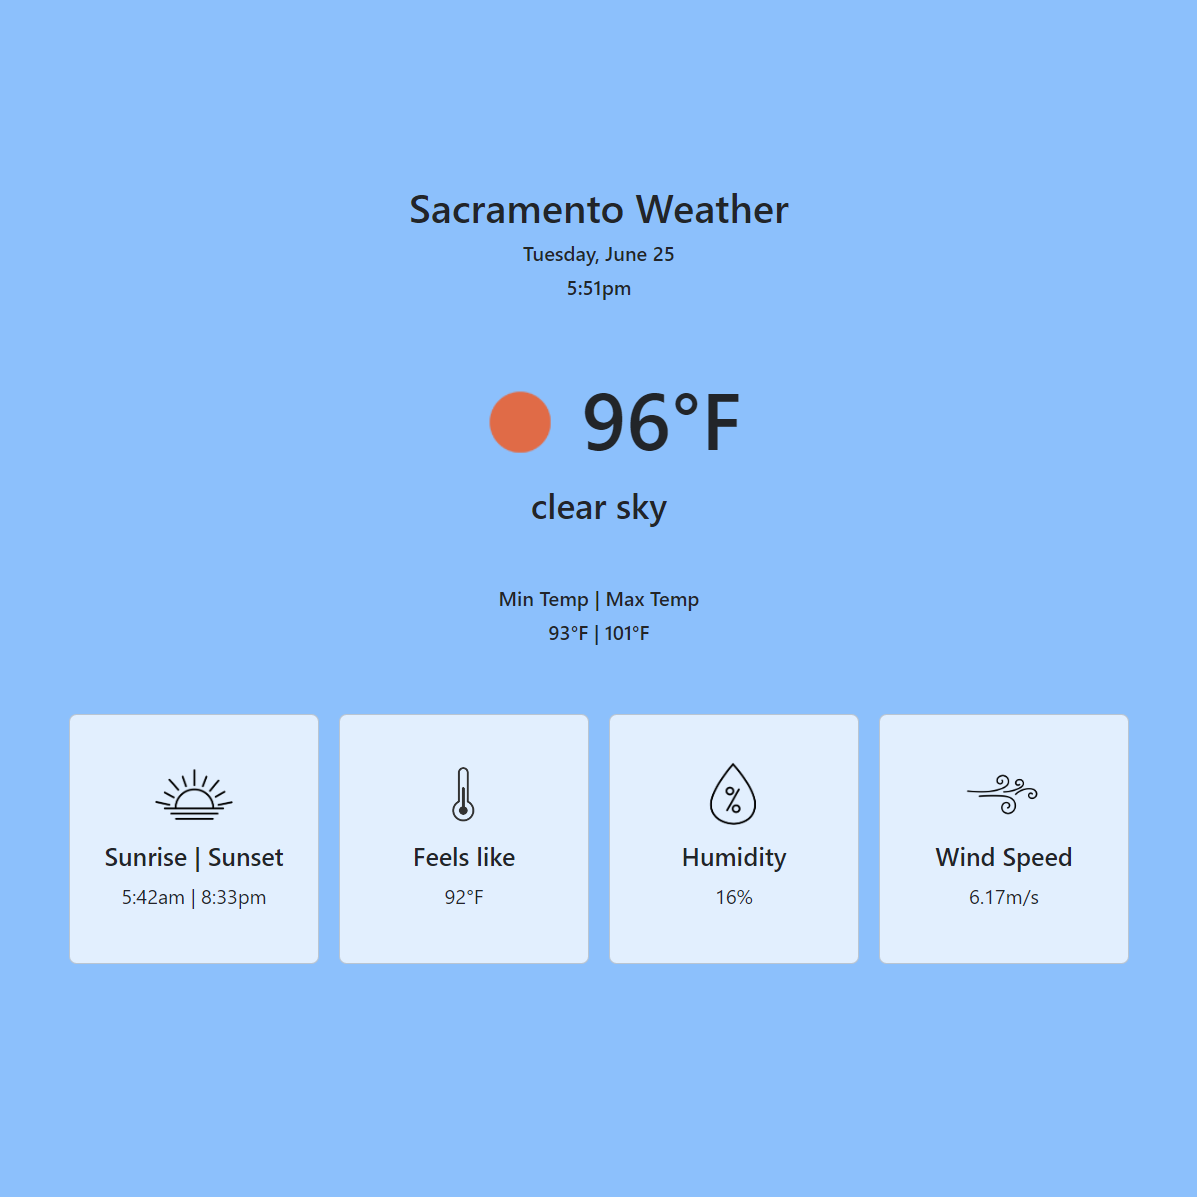 Sacramento Weather
Tuesday, June 25
5:51pm
96°F
clear sky
Min Temp | Max Temp
93°F | 101°F
Sunrise | Sunset
5:42am | 8:33pm
Feels like
92°F
%
Humidity
16%
Wind Speed
6.17m/s